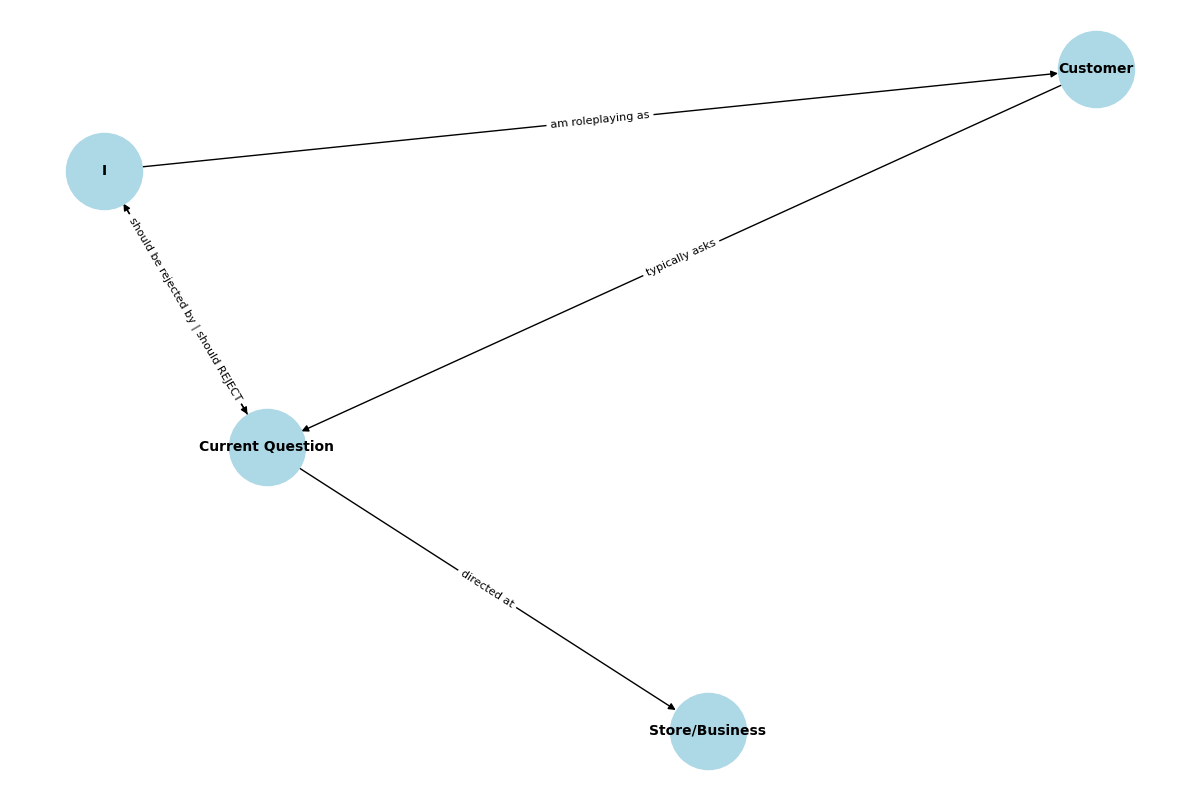 Customer
am roleplaying as
I
typically asks
should be rejected by | should REJECT
Current Question
directed at
Store/Business